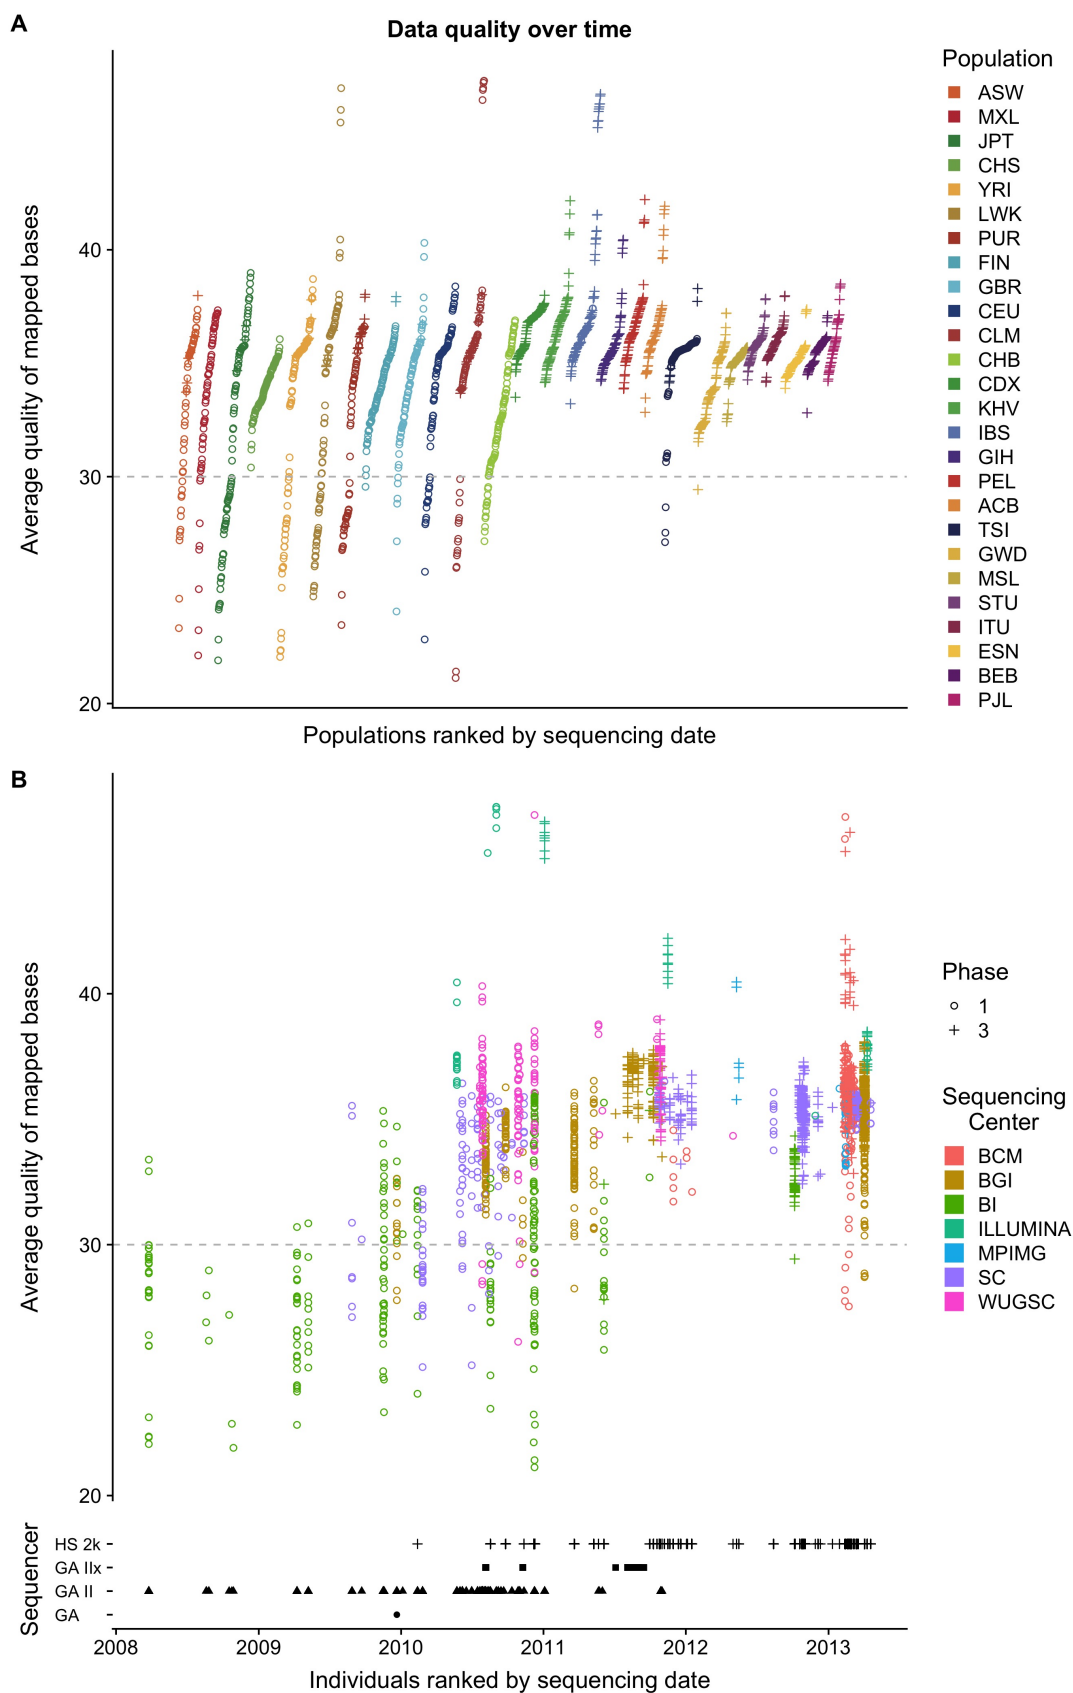 A
Data quality over time
Average quality of mapped bases
40
30
20
Populations ranked by sequencing date
Population
ASW
MXL
JPT
CHS
YRI
LWK
PUR
FIN
GBR
CEU
CLM
CHB
CDX
KHV
IBS
GIH
PEL
ACB
TSI
GWD
MSL
STU
ITU
ESN
BEB
PJL
B
Average quality of mapped bases
40
30
20
Phase
1
3
Sequencing
Center
BCM
BGI
BI
ILLUMINA
MPIMG
SC
WUGSC
Sequencer
HS 2k
GA IIx
GA II
GA
2008 2009 2010 2011 2012 2013
Individuals ranked by sequencing date